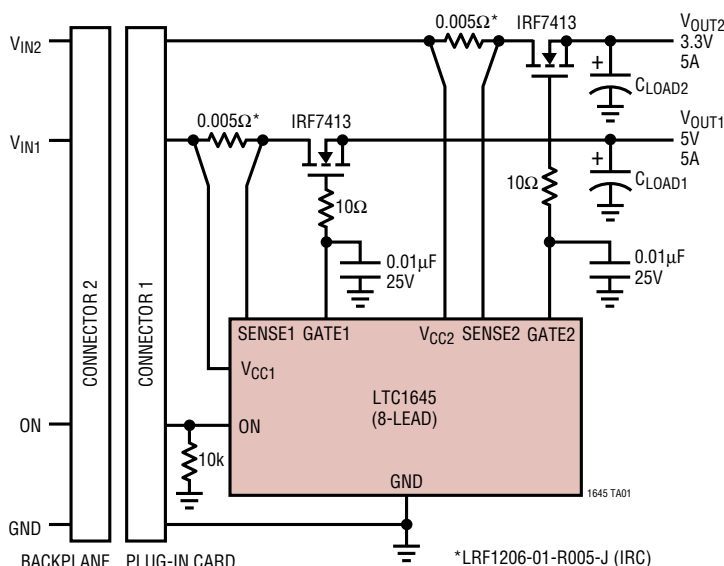 0.005Ω*
IRF7413
VOUT2
3.3V
5A
VIN2
+
CLOAD2
0.005Ω*
IRF7413
VOUT1
5V
5A
VIN1
+
CLOAD1
10Ω
10Ω
0.01µF
25V
0.01µF
25V
CONNECTOR 2
CONNECTOR 1
SENSE1
GATE1
VCC2
SENSE2
GATE2
VCC1
LTC1645
(8-LEAD)
ON
ON
10k
GND
1645 TA01
GND
BACKPLANE
PLUG-IN CARD
*LRF1206-01-R005-J (IRC)